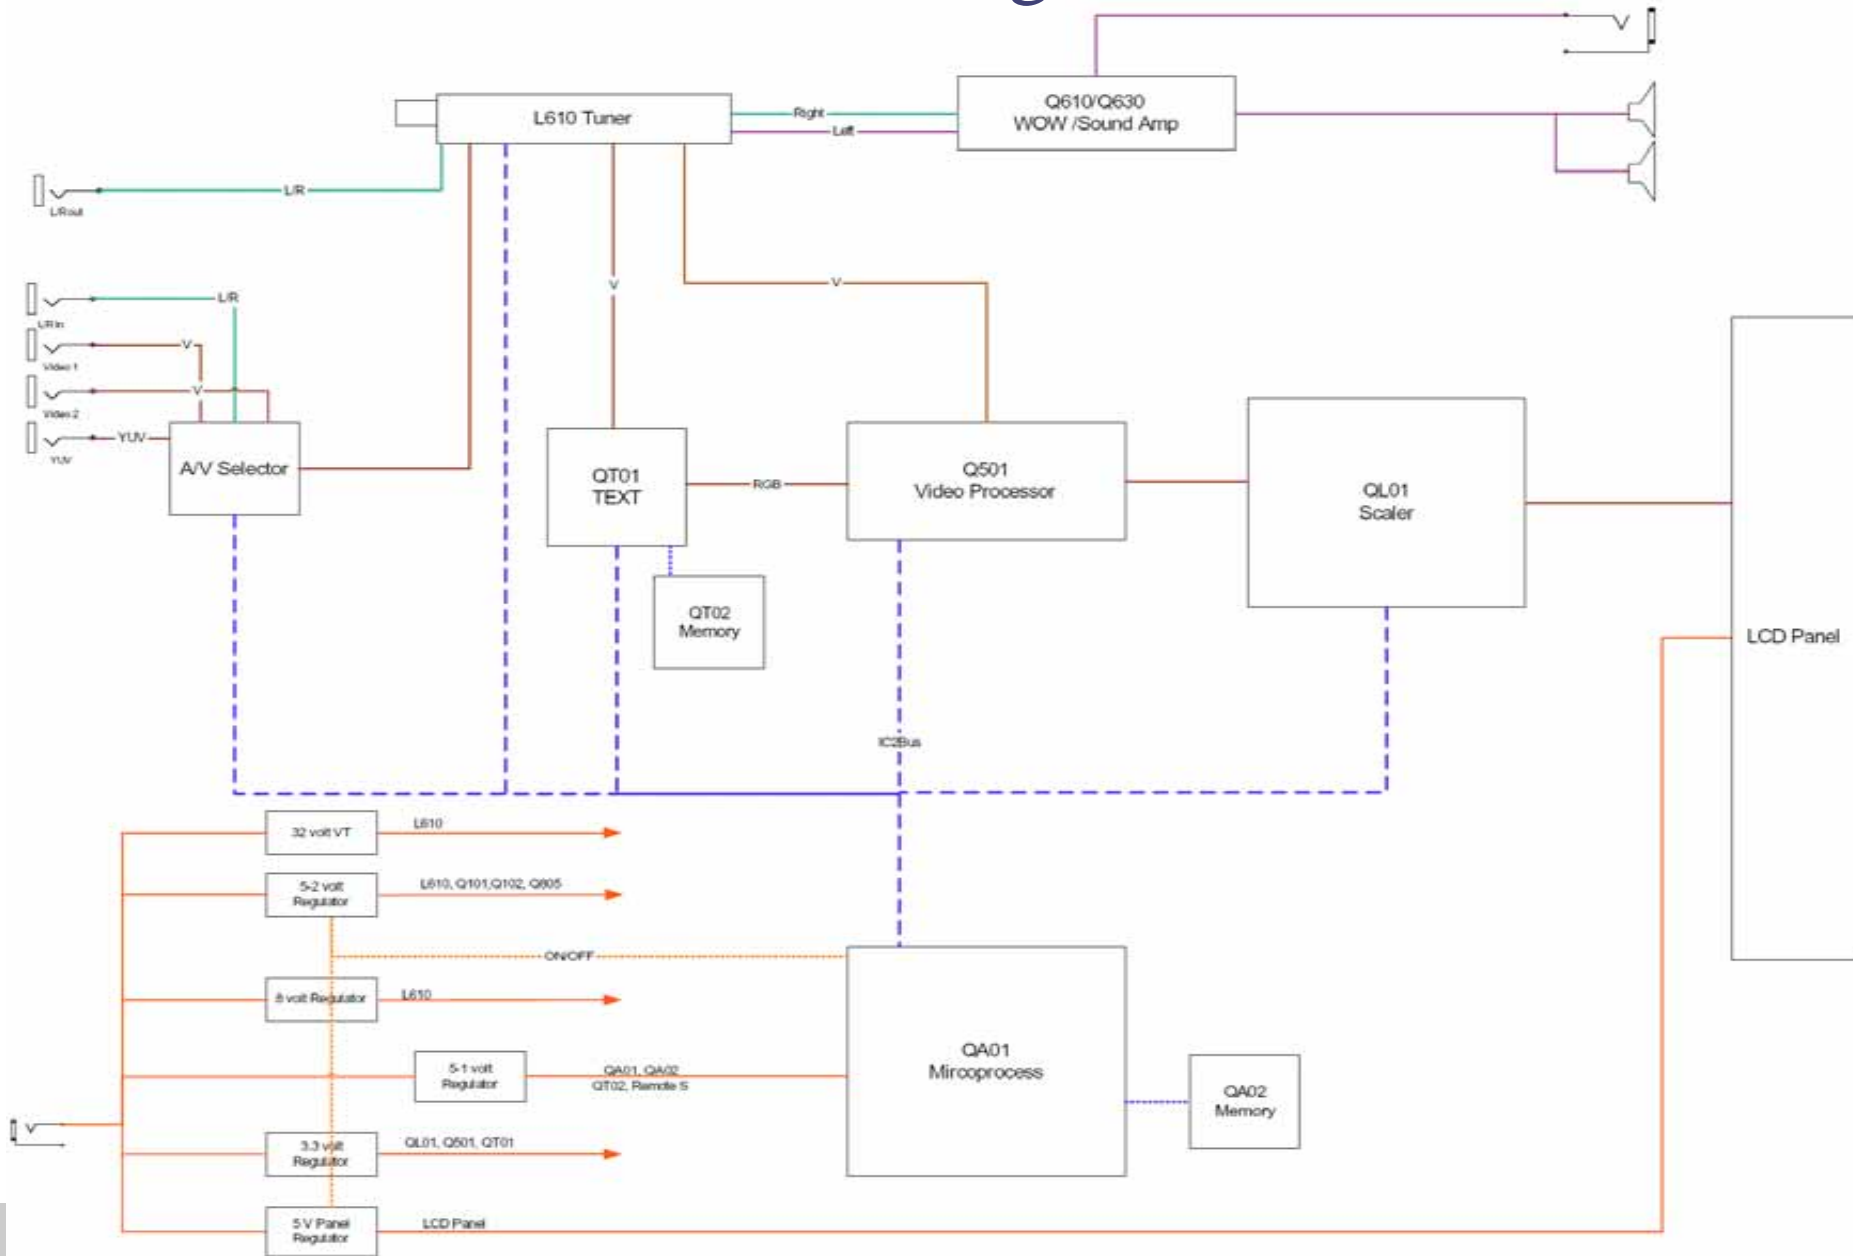 L610 Tuner
Right
Left
Q610/Q630
WOW /Sound Amp
L/R
L/R out
L/R
L/R In
V
Video 1
V
Video 2
YUV
YUV
A/V Selector
V
V
QT01
TEXT
RGB
Q501
Video Processor
QL01
Scaler
QT02
Memory
LCD Panel
IC2Bus
32 volt VT
L610
5-2 volt
Regulator
L610, Q101,Q102, Q805
ON/OFF
8 volt Regulator
L610
5-1 volt
Regulator
QA01, QA02
QT02, Remote S
QA01
Mircoprocess
QA02
Memory
3.3 volt
Regulator
QL01, Q501, QT01
5 V Panel
Regulator
LCD Panel